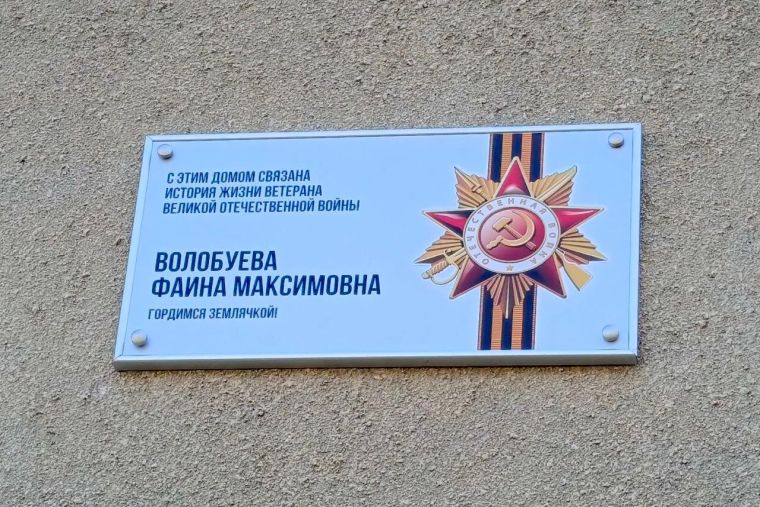 С ЭТИМ ДОМОМ СВЯЗАНА
ИСТОРИЯ ЖИЗНИ ВЕТЕРАНА
ВЕЛИКОЙ ОТЕЧЕСТВЕННОЙ ВОЙНЫ
ВОЛОБУЕВА
ФАИНА МАКСИМОВНА
ГОРДИМСЯ ЗЕМЛЯЧКОЙ!
ОТЕЧЕСТВЕННАЯ ВОЙНА